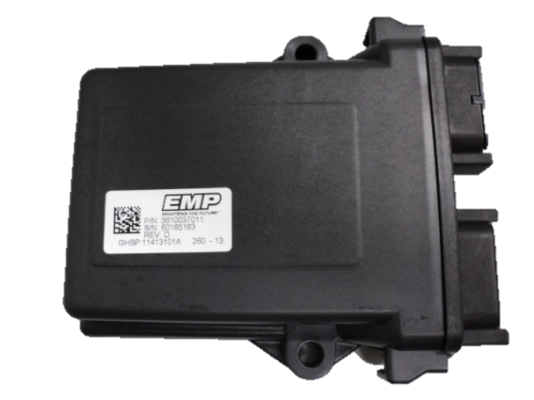 EMP
P/N: 3610037011
S/N: 60165163
REV. D
GHSP 11413101A 260 - 13